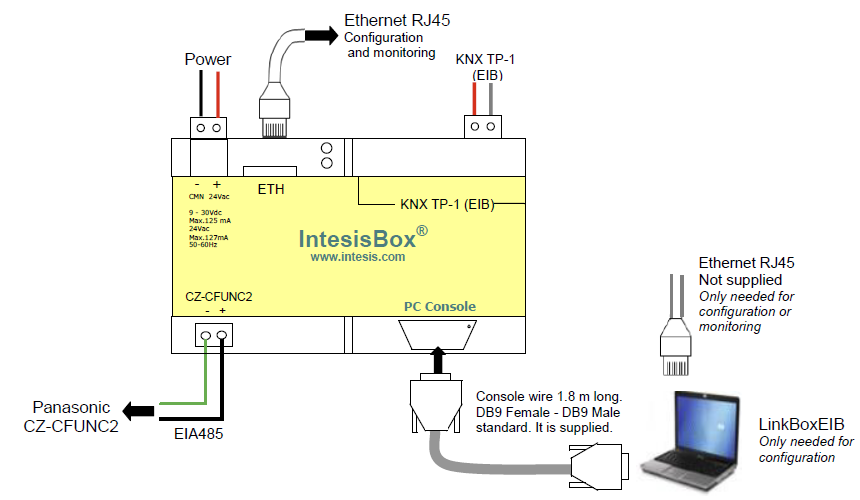 Ethernet RJ45
Configuration
and monitoring
Power
KNX TP-1
(EIB)
- +
CMN 24Vac
ETH
KNX TP-1 (EIB)
9 - 30Vdc
Max.125 mA
24Vac
Max.127mA
50-60Hz
IntesisBox®
www.intesis.com
CZ-CFUNC2
- +
PC Console
Ethernet RJ45
Not supplied
Only needed for
configuration or
monitoring
Panasonic
CZ-CFUNC2
EIA485
Console wire 1.8 m long.
DB9 Female - DB9 Male
standard. It is supplied.
LinkBoxEIB
Only needed for
configuration